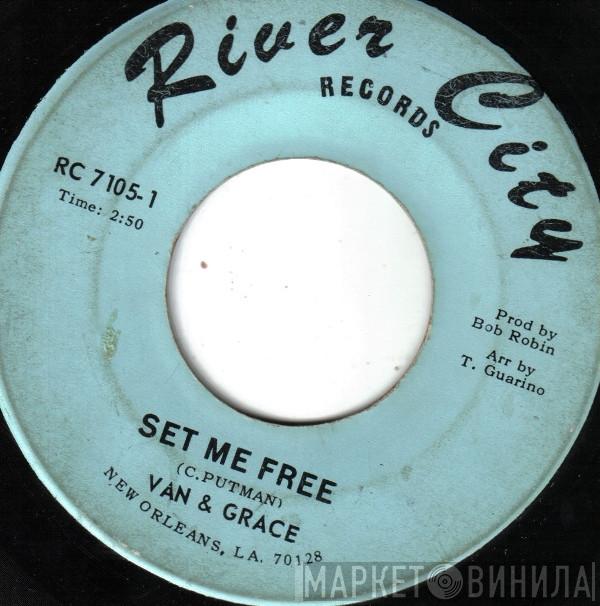 River City
RECORDS
RC 7105-1
Time: 2:50
Prod by
Bob Robin
Arr by
T. Guarino
SET ME FREE
(C. PUTMAN)
VAN & GRACE
NEW ORLEANS, LA. 70128
МАРКЕТ ВИНИЛА